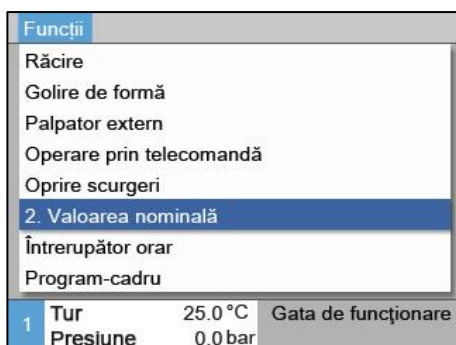 Funcții
Răcire
Golire de formă
Palpator extern
Operare prin telecomandă
Oprire scurgeri
2. Valoarea nominală
Întrerupător orar
Program-cadru
1 Tur 25.0 °C Gata de funcţionare
Presiune 0.0 bar